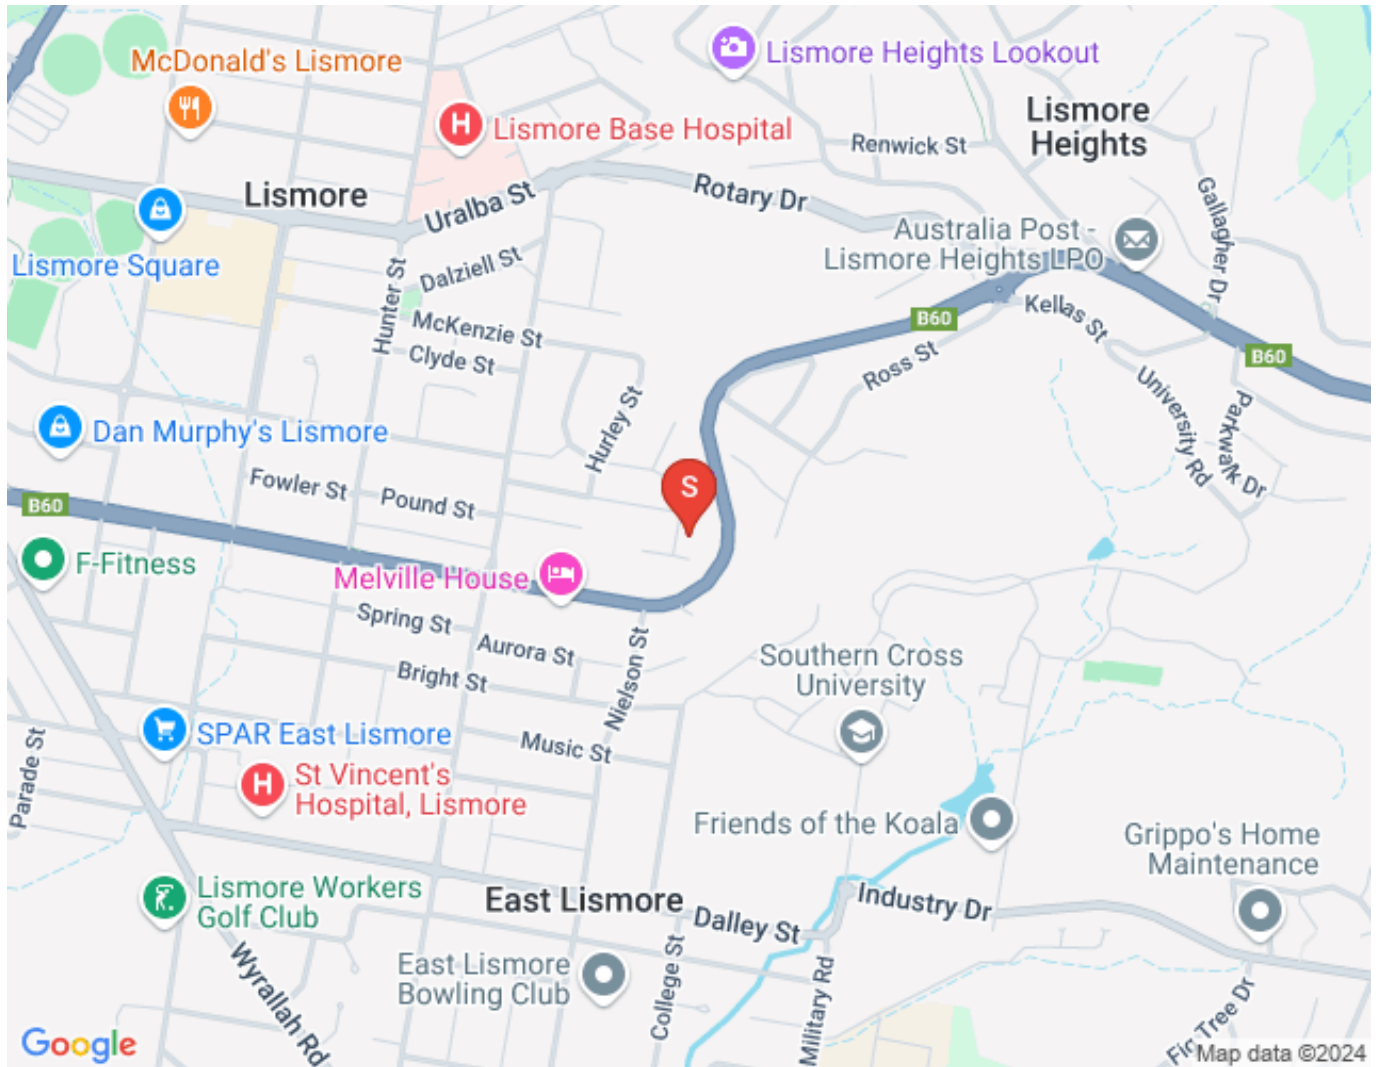 McDonald's Lismore
Lismore Heights Lookout
Lismore
Heights
Lismore Base Hospital
Renwick St
Lismore
Uralba St
Rotary Dr
Gallagher Dr
Australia Post -
Lismore Heights LPO
Lismore Square
Dalziell St
Hunter St
McKenzie St
Kellas St
B60
B60
Clyde St
Ross St
University Rd
Parkwalk Dr
Hurley St
Dan Murphy's Lismore
Fowler St
Pound St
S
B60
F-Fitness
Melville House
Spring St
Aurora St
Nielson St
Southern Cross
University
Bright St
SPAR East Lismore
Music St
Parade St
St Vincent's
Hospital, Lismore
Friends of the Koala
Grippo's Home
Maintenance
Lismore Workers
Golf Club
East Lismore
Dalley St
Industry Dr
Wyrallah Rd
East Lismore
Bowling Club
College St
Military Rd
Fig Tree Dr
Google
Map data ©2024